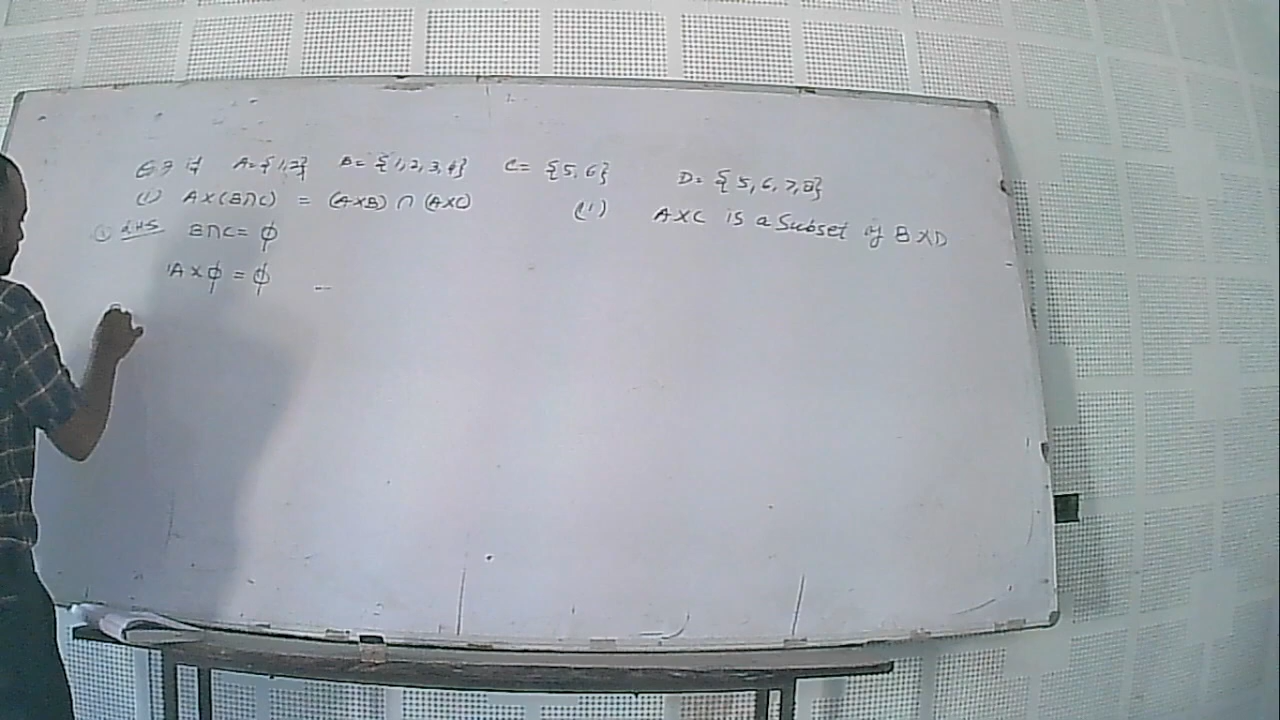 if A={1,2} B={1,2,3,4} C={5,6} D={5,6,7,8}
(i) A×(B∩C) = (A×B)∩(A×C) (ii) A×C is a subset of B×D
① LHS B∩C=ϕ
A×ϕ=ϕ